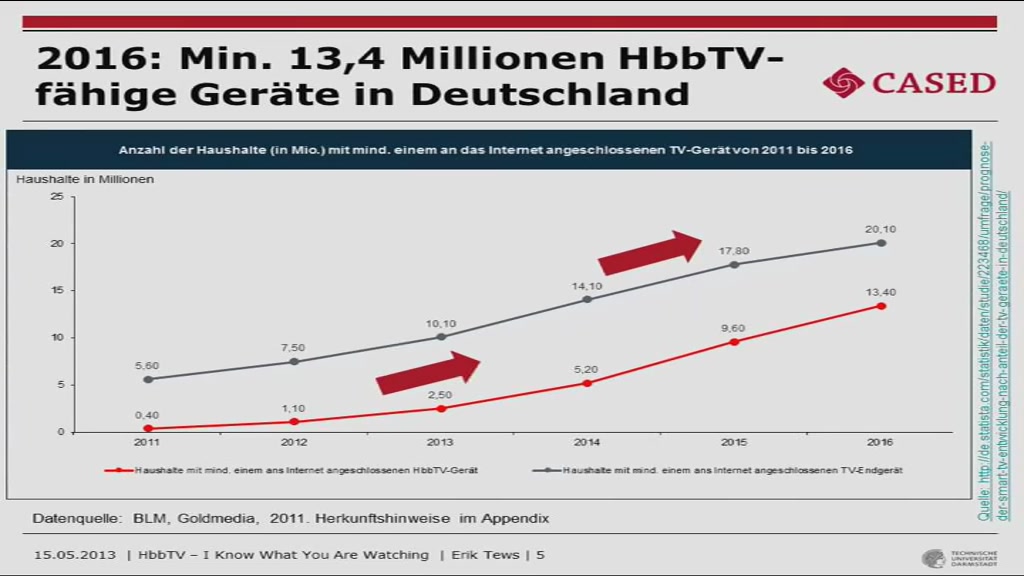 2016: Min. 13,4 Millionen HbbTV-
fähige Geräte in Deutschland
CASED
Anzahl der Haushalte (in Mio.) mit mind. einem an das Internet angeschlossenen TV-Gerät von 2011 bis 2016
Haushalte in Millionen
25
20
15
10
5
0
5,60
7,50
10,10
14,10
17,80
20,10
0,40
1,10
2,50
5,20
9,60
13,40
2011
2012
2013
2014
2015
2016
Haushalte mit mind. einem ans Internet angeschlossenen HbbTV-Gerät
Haushalte mit mind. einem ans Internet angeschlossenen TV-Endgerät
Quelle: http://de.statista.com/statistik/daten/studie/223468/umfrage/prognose-
der-smart-tv-entwicklung-nach-anteil-der-tv-geraete-in-deutschland/
Datenquelle: BLM, Goldmedia, 2011. Herkunftshinweise im Appendix
15.05.2013 | HbbTV – I Know What You Are Watching | Erik Tews | 5
TECHNISCHE
UNIVERSITÄT
DARMSTADT